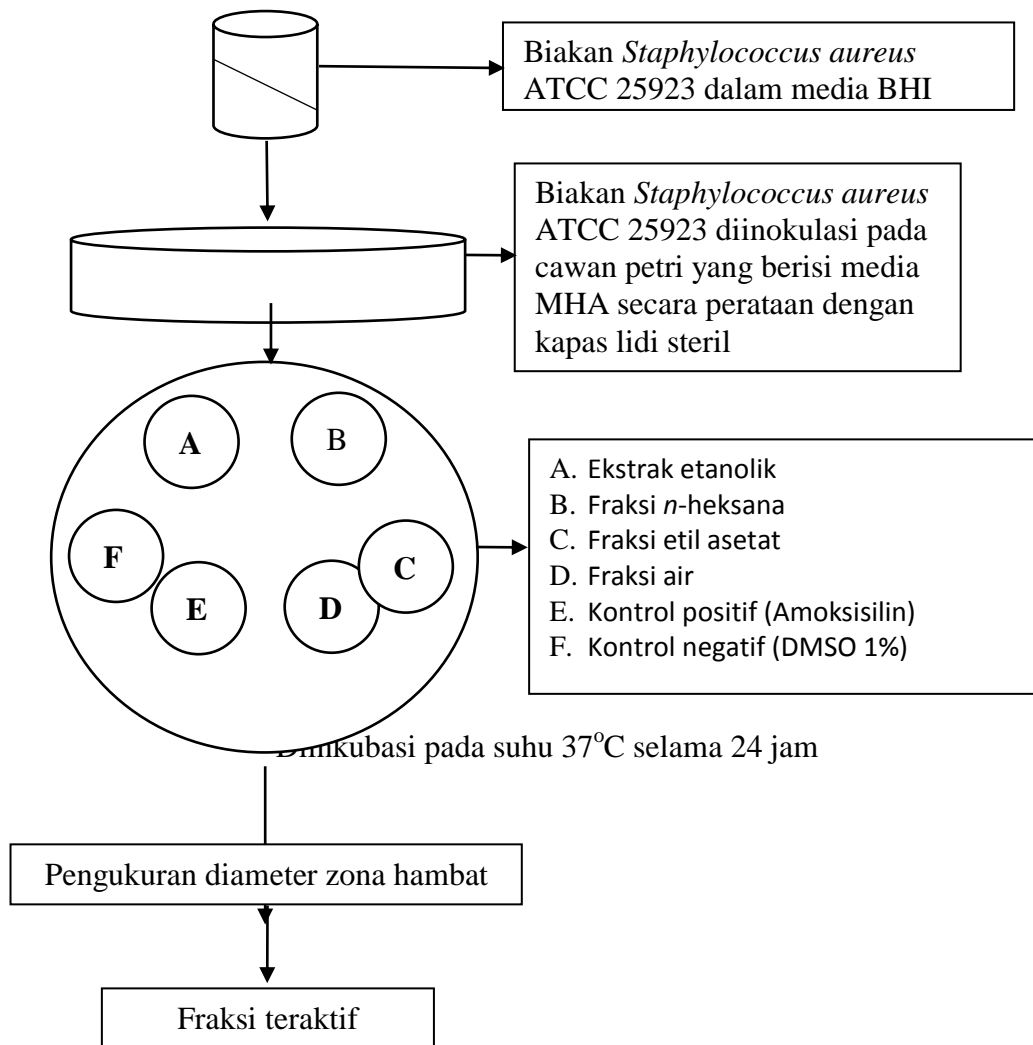 Biakan Staphylococcus aureus
ATCC 25923 dalam media BHI
Biakan Staphylococcus aureus
ATCC 25923 diinokulasi pada
cawan petri yang berisi media
MHA secara perataan dengan
kapas lidi steril
A
B
F
C
E
D
A. Ekstrak etanolik
B. Fraksi n-heksana
C. Fraksi etil asetat
D. Fraksi air
E. Kontrol positif (Amoksisilin)
F. Kontrol negatif (DMSO 1%)
pada suhu 37°C selama 24 jam
Pengukuran diameter zona hambat
Fraksi teraktif